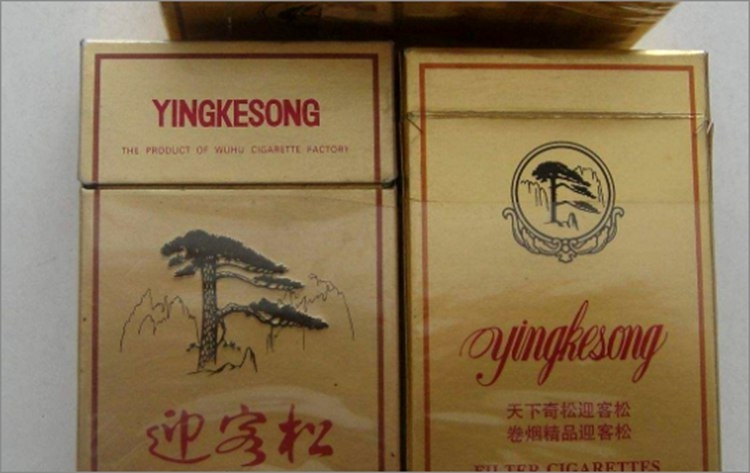 YINGKESONG
THE PRODUCT OF WUHU CIGARETTE FACTORY
迎客松
yingkesong
天下奇松迎客松
卷烟精品迎客松
FILTER CIGARETTES